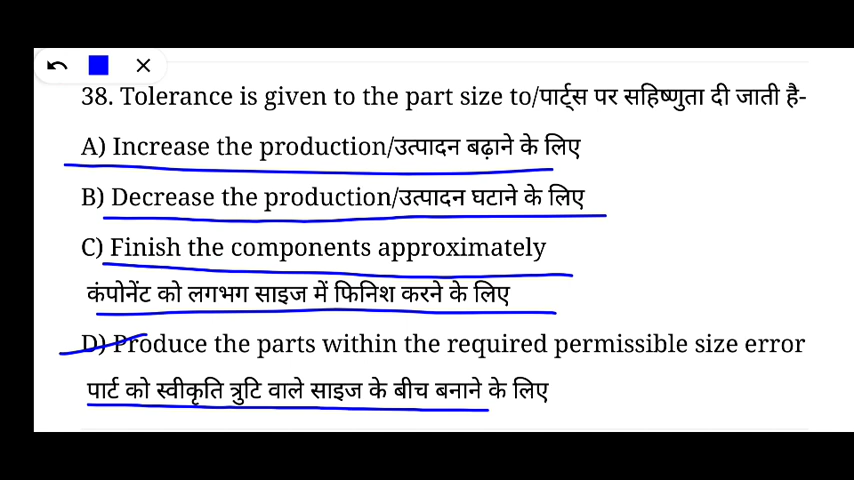 38. Tolerance is given to the part size to/पार्ट्स पर सहिष्णुता दी जाती है-
A) Increase the production/उत्पादन बढ़ाने के लिए
B) Decrease the production/उत्पादन घटाने के लिए
C) Finish the components approximately
कंपोनेंट को लगभग साइज में फिनिश करने के लिए
D) Produce the parts within the required permissible size error
पार्ट को स्वीकृति त्रुटि वाले साइज के बीच बनाने के लिए